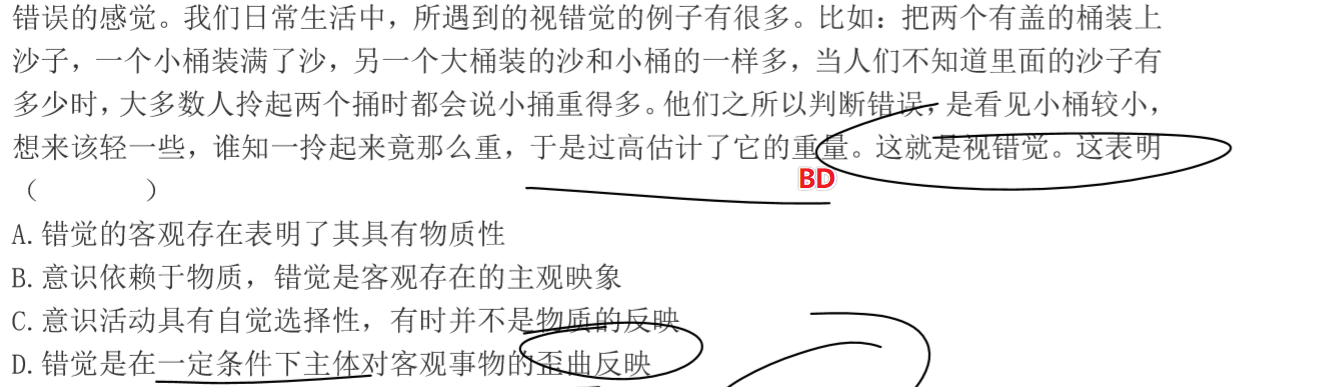 错误的感觉。我们日常生活中，所遇到的视错觉的例子有很多。比如：把两个有盖的桶装上
沙子，一个小桶装满了沙，另一个大桶装的沙和小桶的一样多，当人们不知道里面的沙子有
多少时，大多数人拎起两个捅时都会说小捅重得多。他们之所以判断错误，是看见小桶较小，
想来该轻一些，谁知一拎起来竟那么重，于是过高估计了它的重量。这就是视错觉。这表明
（　　　）
BD
A.错觉的客观存在表明了其具有物质性
B.意识依赖于物质，错觉是客观存在的主观映象
C.意识活动具有自觉选择性，有时并不是物质的反映
D.错觉是在一定条件下主体对客观事物的歪曲反映